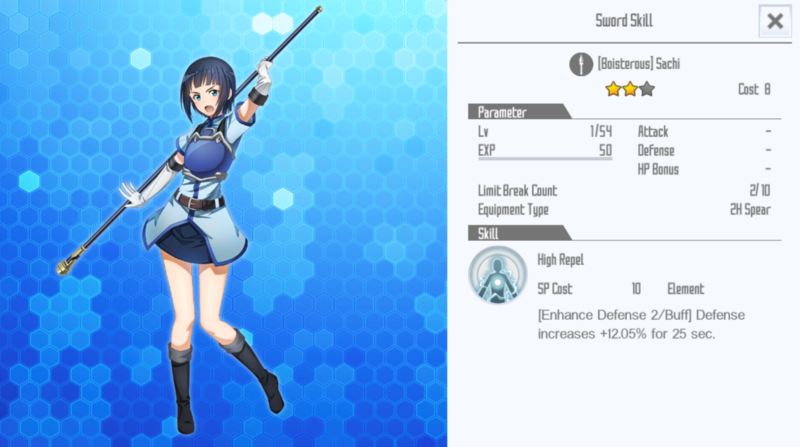 Sword Skill
[Boisterous] Sachi
Cost 8
Parameter
Lv 1/54 Attack -
EXP 50 Defense -
HP Bonus -
Limit Break Count 2/10
Equipment Type 2H Spear
Skill
High Repel
SP Cost 10 Element
[Enhance Defense 2/Buff] Defense
increases +12.05% for 25 sec.